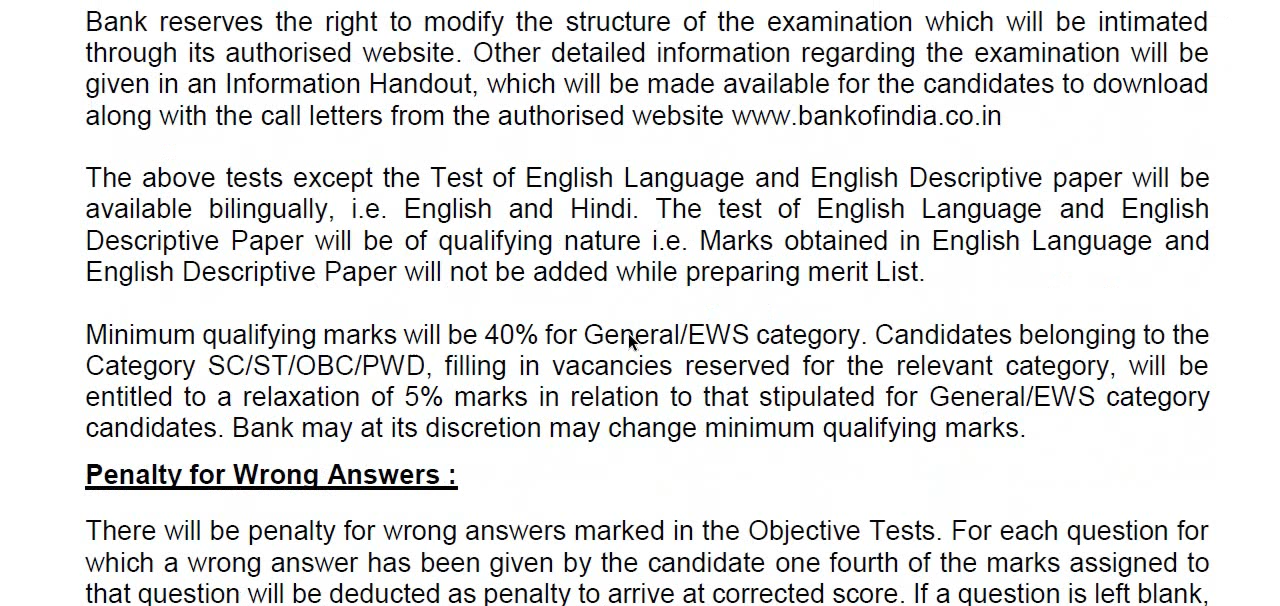 Bank reserves the right to modify the structure of the examination which will be intimated
through its authorised website. Other detailed information regarding the examination will be
given in an Information Handout, which will be made available for the candidates to download
along with the call letters from the authorised website www.bankofindia.co.in
The above tests except the Test of English Language and English Descriptive paper will be
available bilingually, i.e. English and Hindi. The test of English Language and English
Descriptive Paper will be of qualifying nature i.e. Marks obtained in English Language and
English Descriptive Paper will not be added while preparing merit List.
Minimum qualifying marks will be 40% for General/EWS category. Candidates belonging to the
Category SC/ST/OBC/PWD, filling in vacancies reserved for the relevant category, will be
entitled to a relaxation of 5% marks in relation to that stipulated for General/EWS category
candidates. Bank may at its discretion may change minimum qualifying marks.
Penalty for Wrong Answers :
There will be penalty for wrong answers marked in the Objective Tests. For each question for
which a wrong answer has been given by the candidate one fourth of the marks assigned to
that question will be deducted as penalty to arrive at corrected score. If a question is left blank,